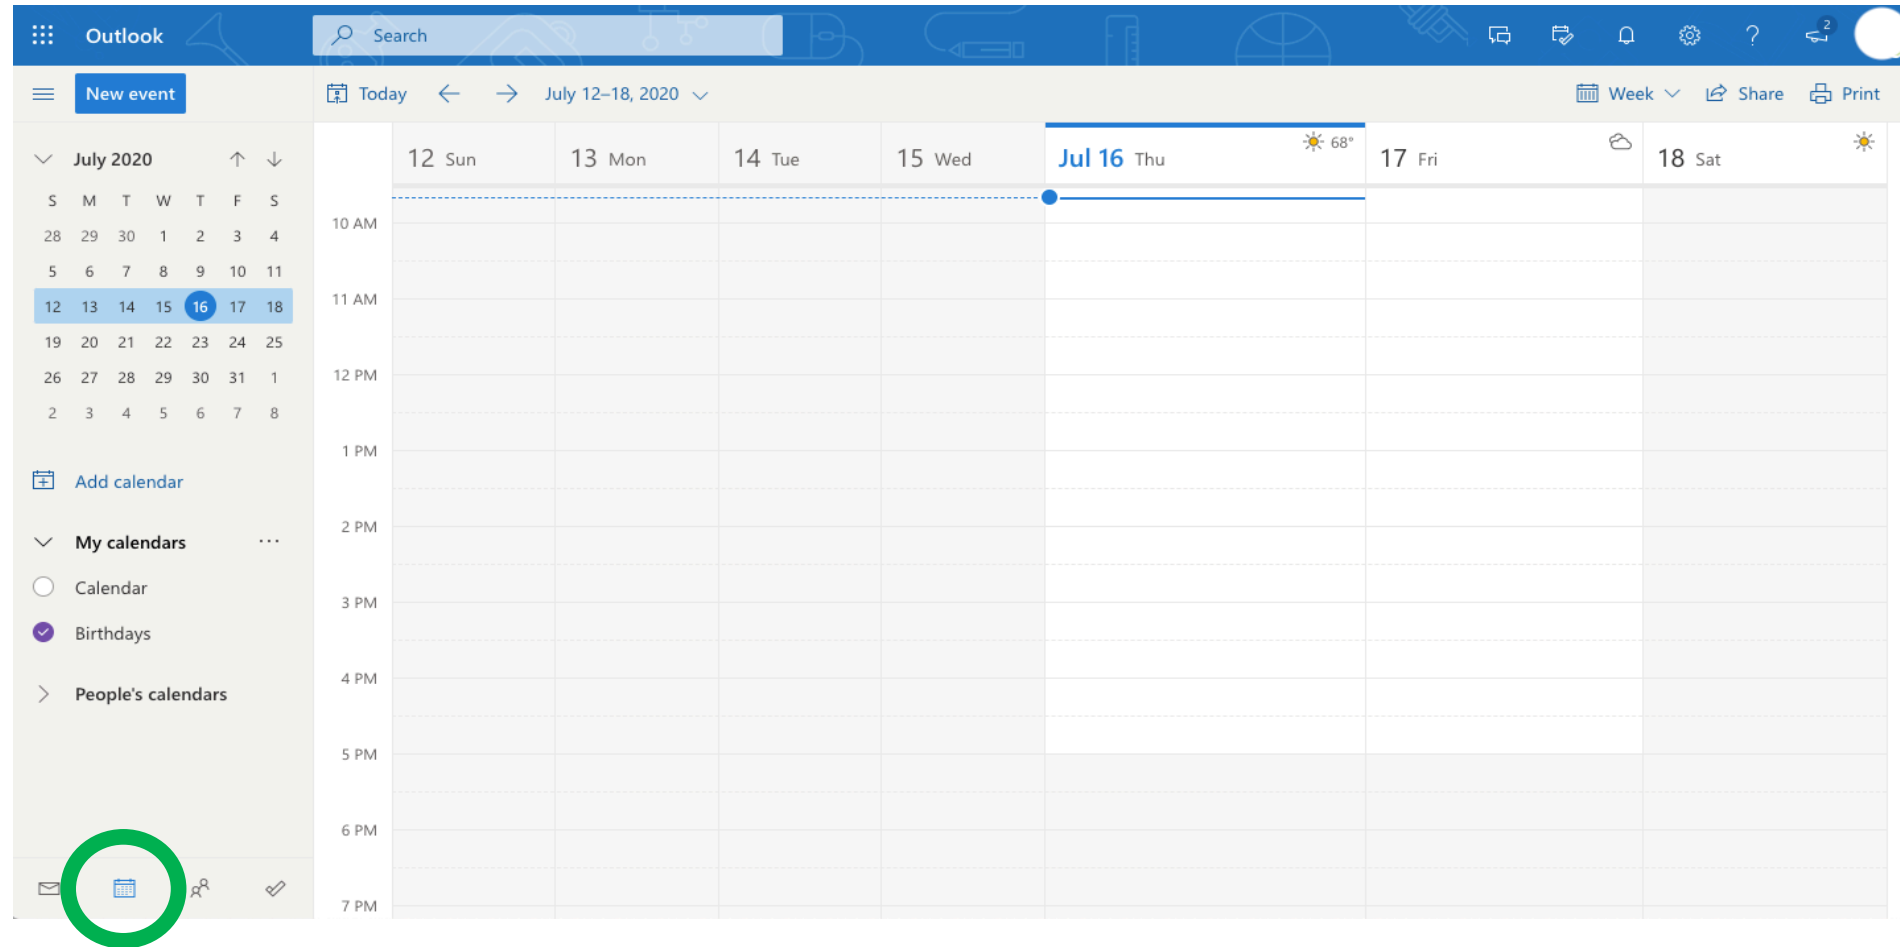 Outlook
Search
2
New event
Today
July 12–18, 2020
Week
Share
Print
July 2020
S M T W T F S
28 29 30 1 2 3 4
5 6 7 8 9 10 11
12 13 14 15 16 17 18
19 20 21 22 23 24 25
26 27 28 29 30 31 1
2 3 4 5 6 7 8
Add calendar
My calendars
Calendar
Birthdays
People's calendars
12 Sun
13 Mon
14 Tue
15 Wed
Jul 16 Thu
68°
17 Fri
18 Sat
10 AM
11 AM
12 PM
1 PM
2 PM
3 PM
4 PM
5 PM
6 PM
7 PM